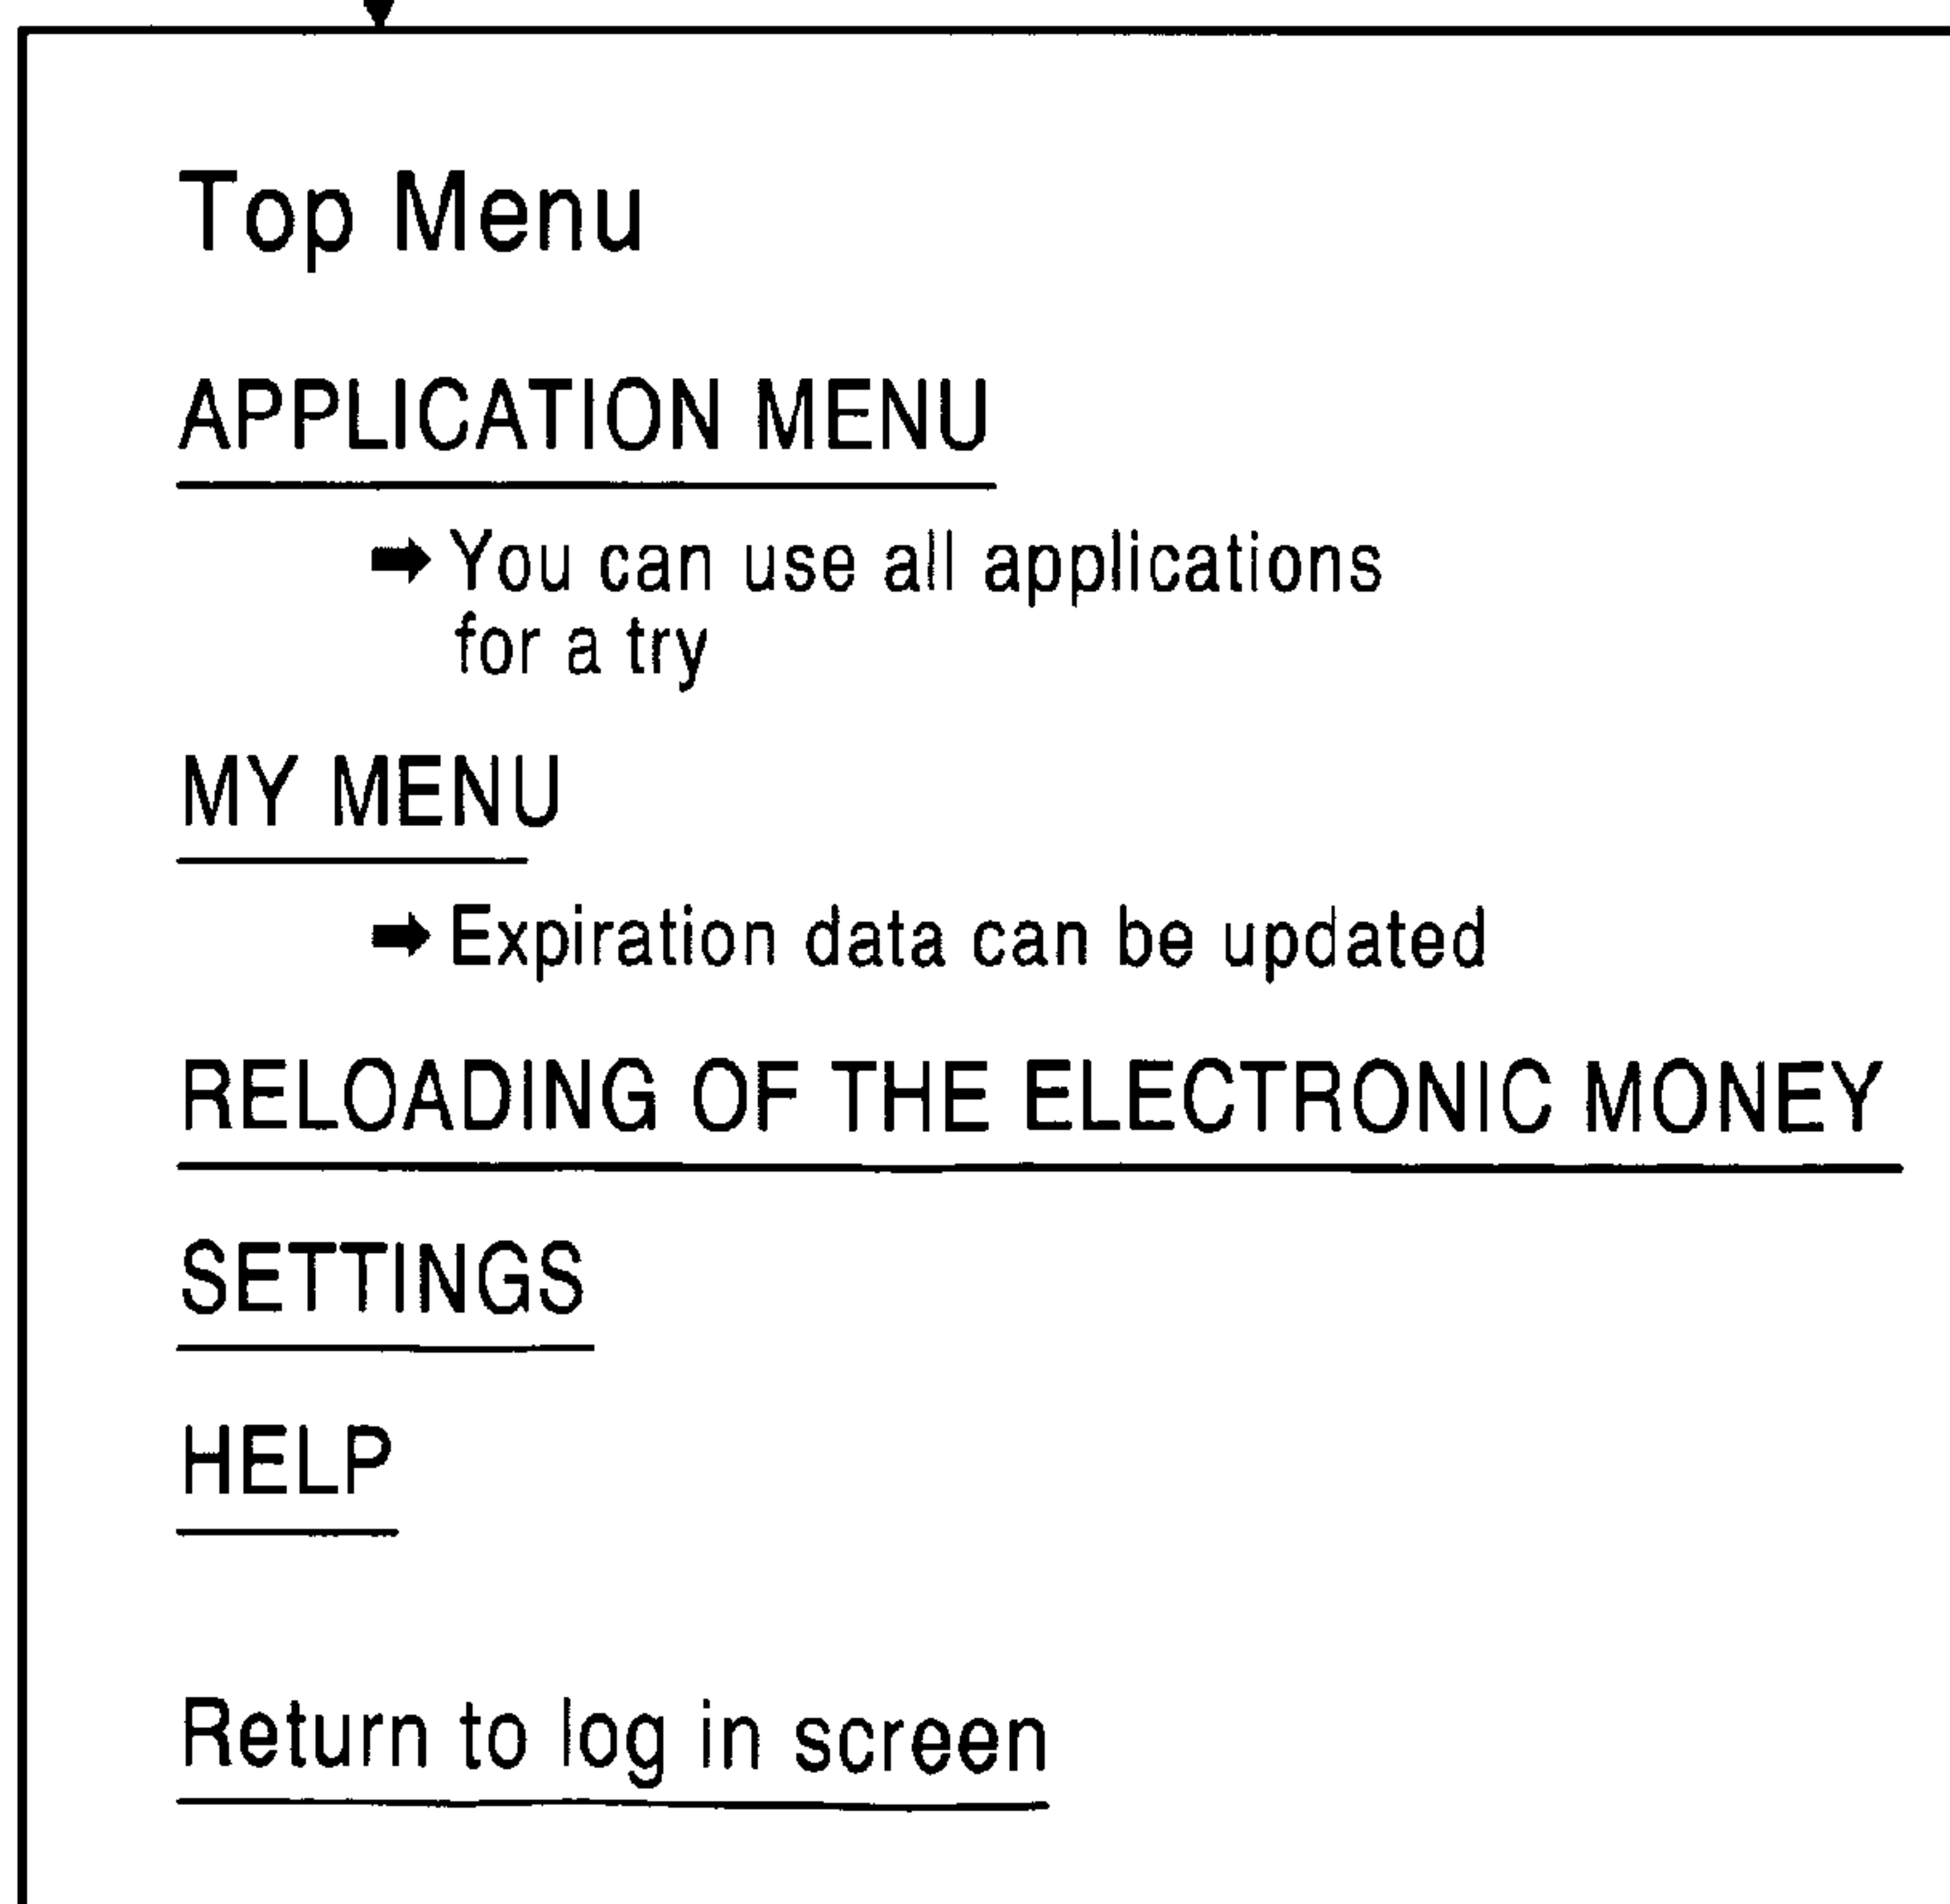 Top Menu
APPLICATION MENU
➡ You can use all applications
for a try
MY MENU
➡ Expiration data can be updated
RELOADING OF THE ELECTRONIC MONEY
SETTINGS
HELP
Return to log in screen